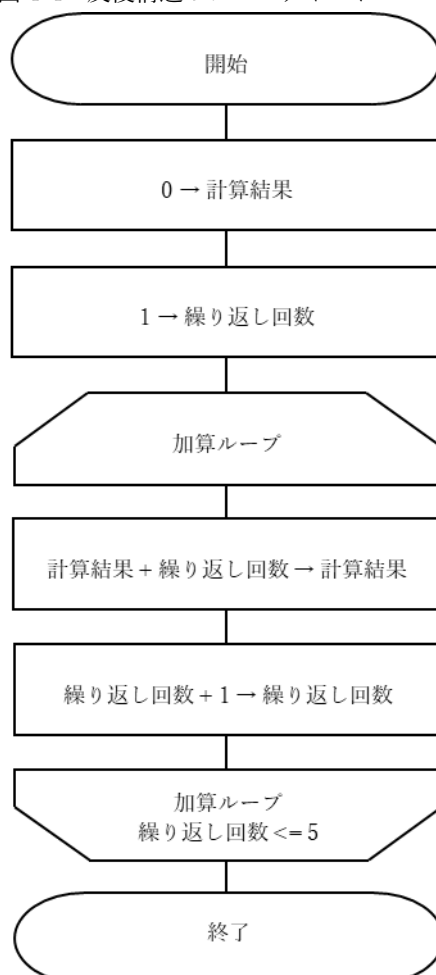 開始
0 → 計算結果
1 → 繰り返し回数
加算ループ
計算結果 + 繰り返し回数 → 計算結果
繰り返し回数 + 1 → 繰り返し回数
加算ループ
繰り返し回数 <= 5
終了